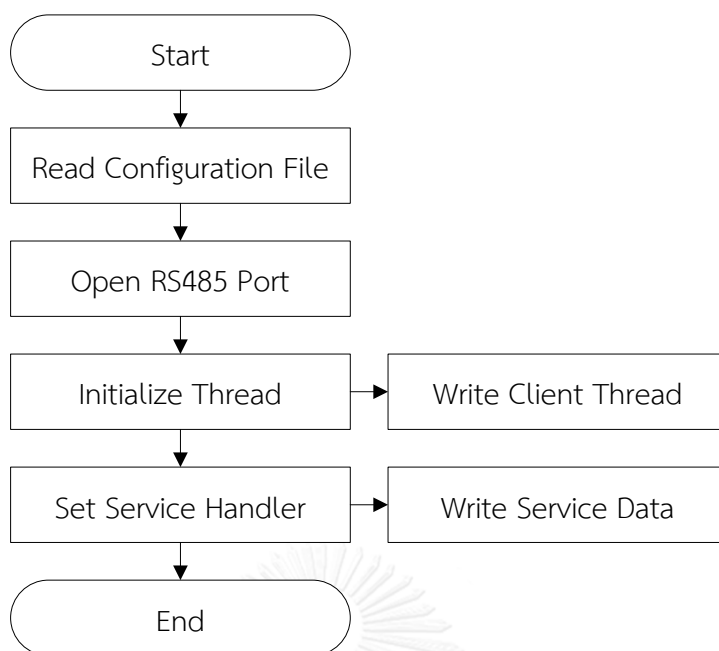 Start
Read Configuration File
Open RS485 Port
Initialize Thread
Write Client Thread
Set Service Handler
Write Service Data
End